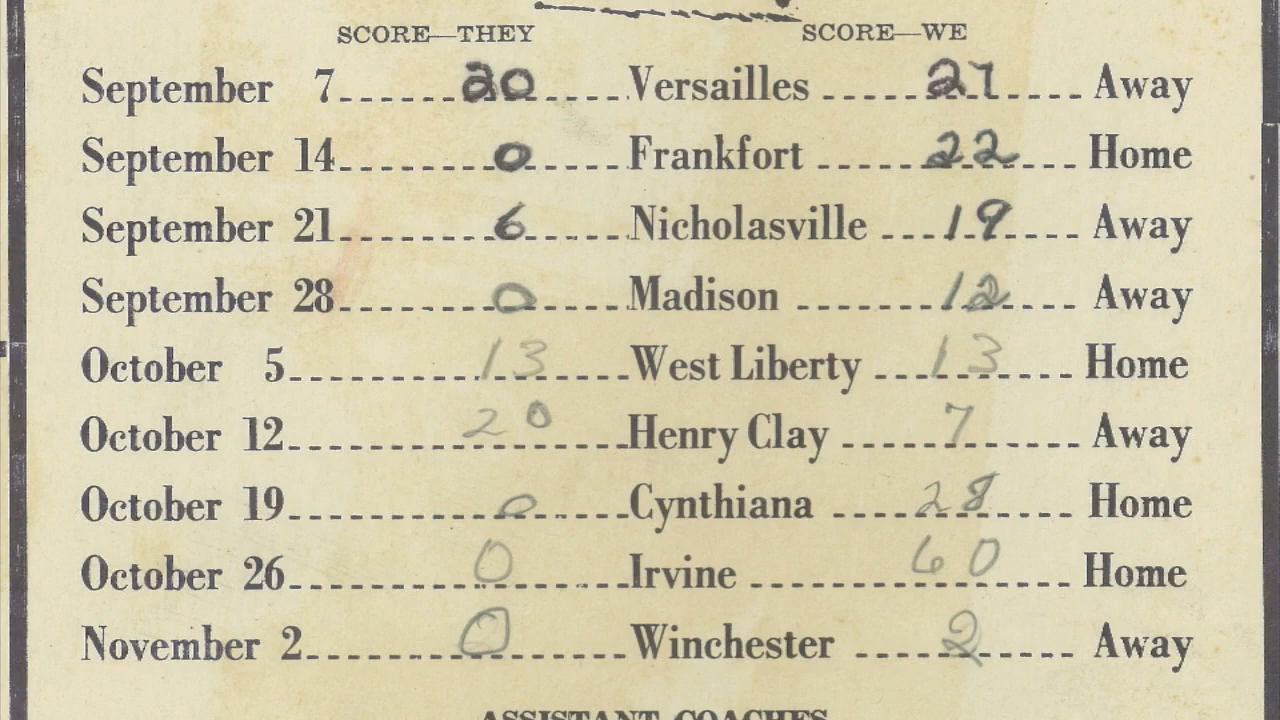 SCORE—THEY SCORE—WE
September 7 20 Versailles 27 Away
September 14 0 Frankfort 22 Home
September 21 6 Nicholasville 19 Away
September 28 0 Madison 12 Away
October 5 13 West Liberty 13 Home
October 12 20 Henry Clay 7 Away
October 19 0 Cynthiana 28 Home
October 26 0 Irvine 60 Home
November 2 0 Winchester 2 Away
ASSISTANT COACHES